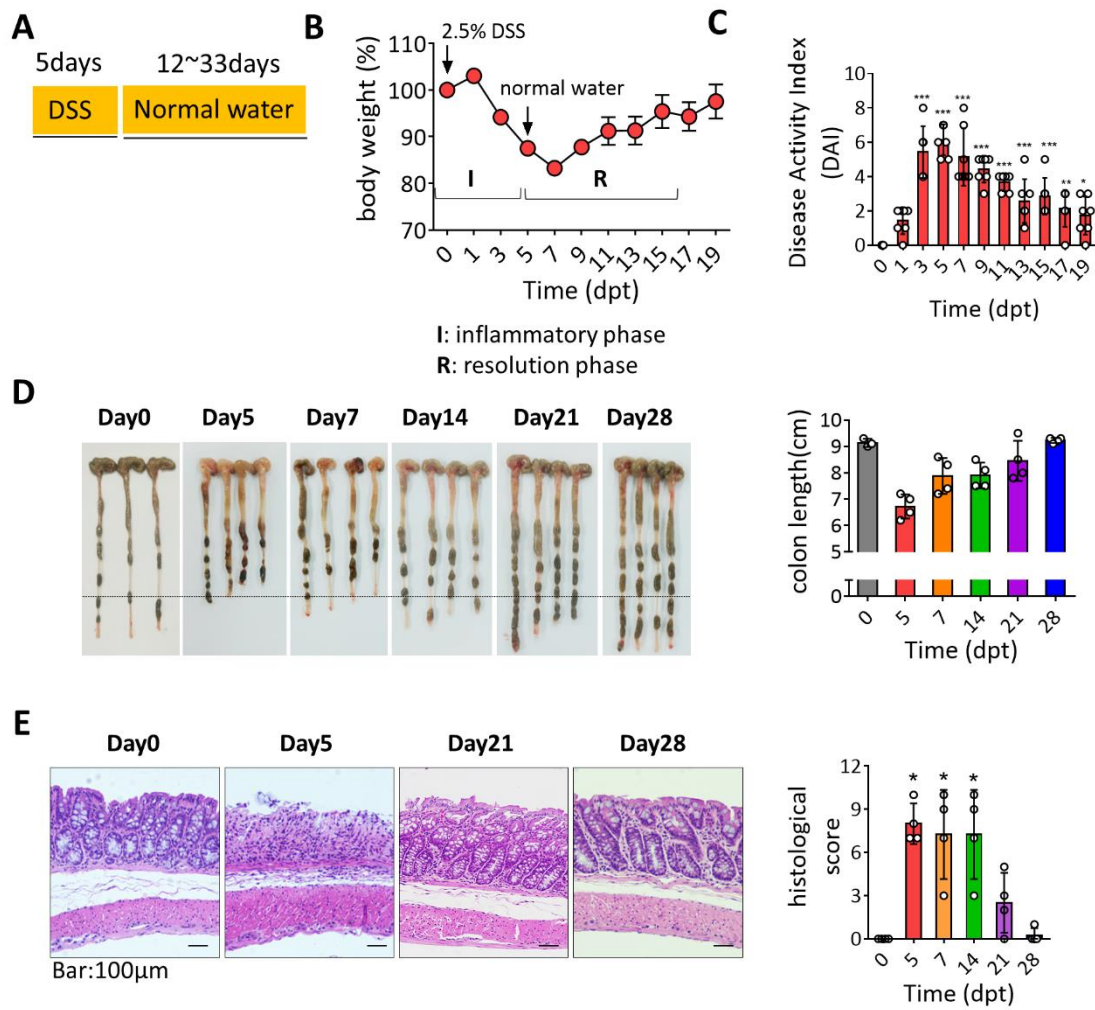 A
5days 12~33days
DSS Normal water
B
2.5% DSS
normal water
body weight (%)
110
100
90
80
70
I R
0 1 3 5 7 9 11 13 15 17 19
Time (dpt)
I: inflammatory phase
R: resolution phase
C
Disease Activity Index
(DAI)
10
8
6
4
2
0
*** *** *** *** *** *** *** ** *
0 1 3 5 7 9 11 13 15 17 19
Time (dpt)
D
Day0 Day5 Day7 Day14 Day21 Day28
colon length(cm)
10
9
8
7
6
5
0
0 5 7 14 21 28
Time (dpt)
E
Day0 Day5 Day21 Day28
Bar:100μm
histological
score
12
9
6
3
0
* * *
0 5 7 14 21 28
Time (dpt)